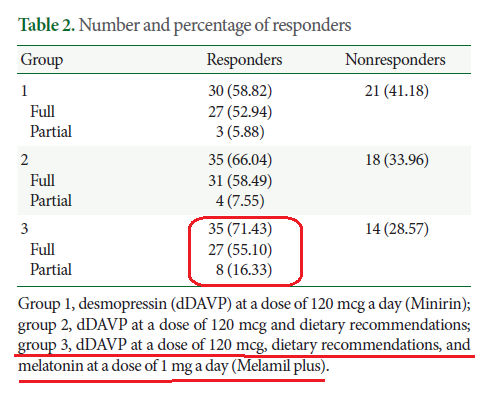 Table 2. Number and percentage of responders
Group Responders Nonresponders
1 30 (58.82) 21 (41.18)
Full 27 (52.94)
Partial 3 (5.88)
2 35 (66.04) 18 (33.96)
Full 31 (58.49)
Partial 4 (7.55)
3 35 (71.43) 14 (28.57)
Full 27 (55.10)
Partial 8 (16.33)
Group 1, desmopressin (dDAVP) at a dose of 120 mcg a day (Minirin);
group 2, dDAVP at a dose of 120 mcg and dietary recommendations;
group 3, dDAVP at a dose of 120 mcg, dietary recommendations, and
melatonin at a dose of 1 mg a day (Melamil plus).